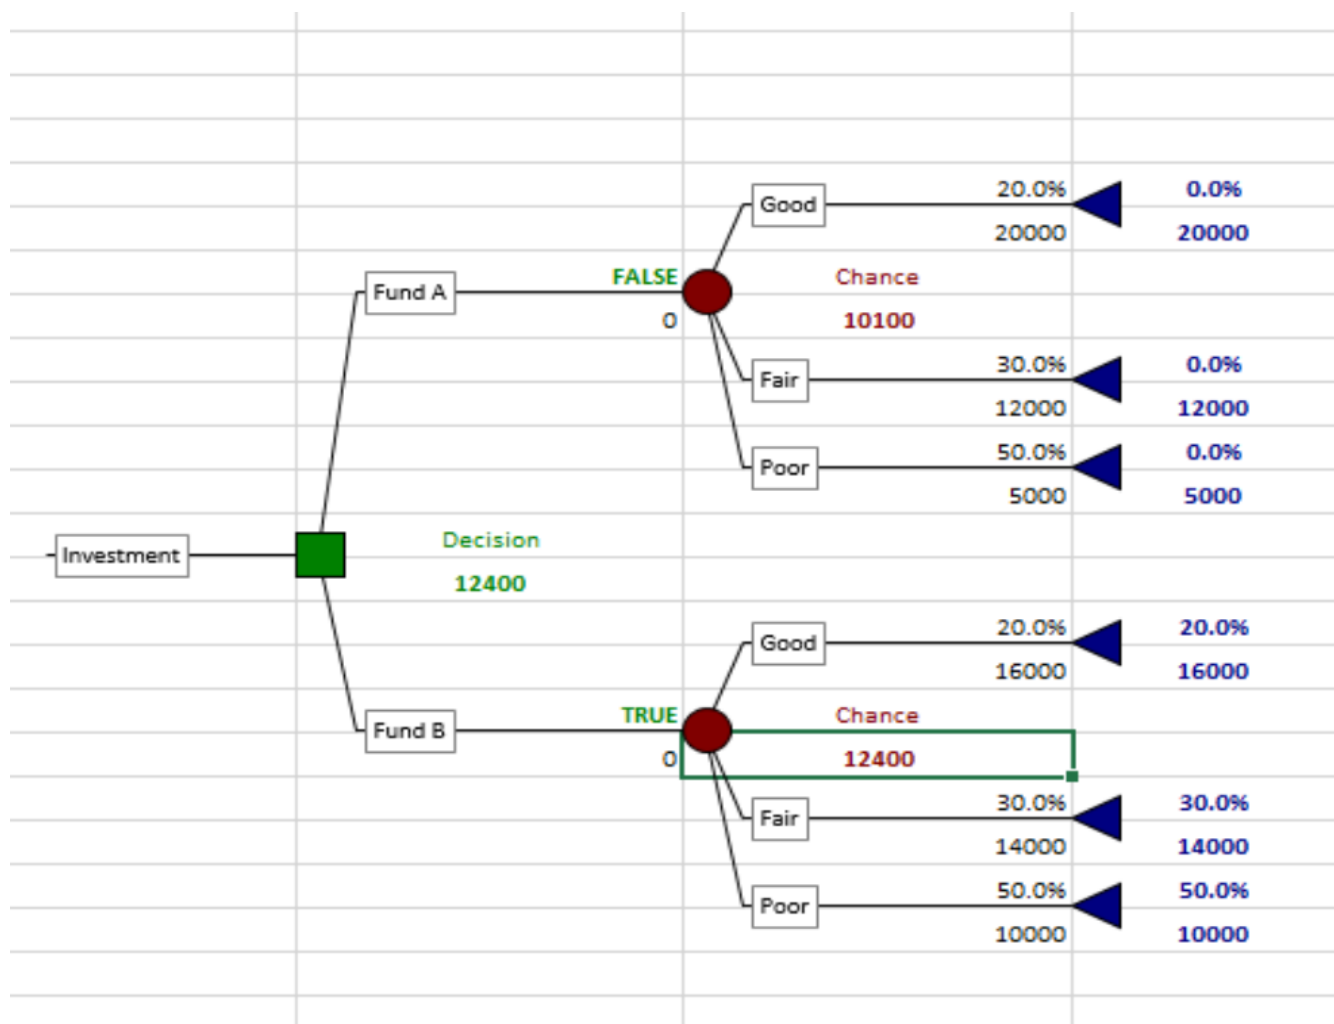 20.0% 0.0%
Good
20000 20000
FALSE Chance
Fund A
0 10100
30.0% 0.0%
Fair
12000 12000
50.0% 0.0%
Poor
5000 5000
Decision
Investment
12400
20.0% 20.0%
Good
16000 16000
TRUE Chance
Fund B
0 12400
30.0% 30.0%
Fair
14000 14000
50.0% 50.0%
Poor
10000 10000